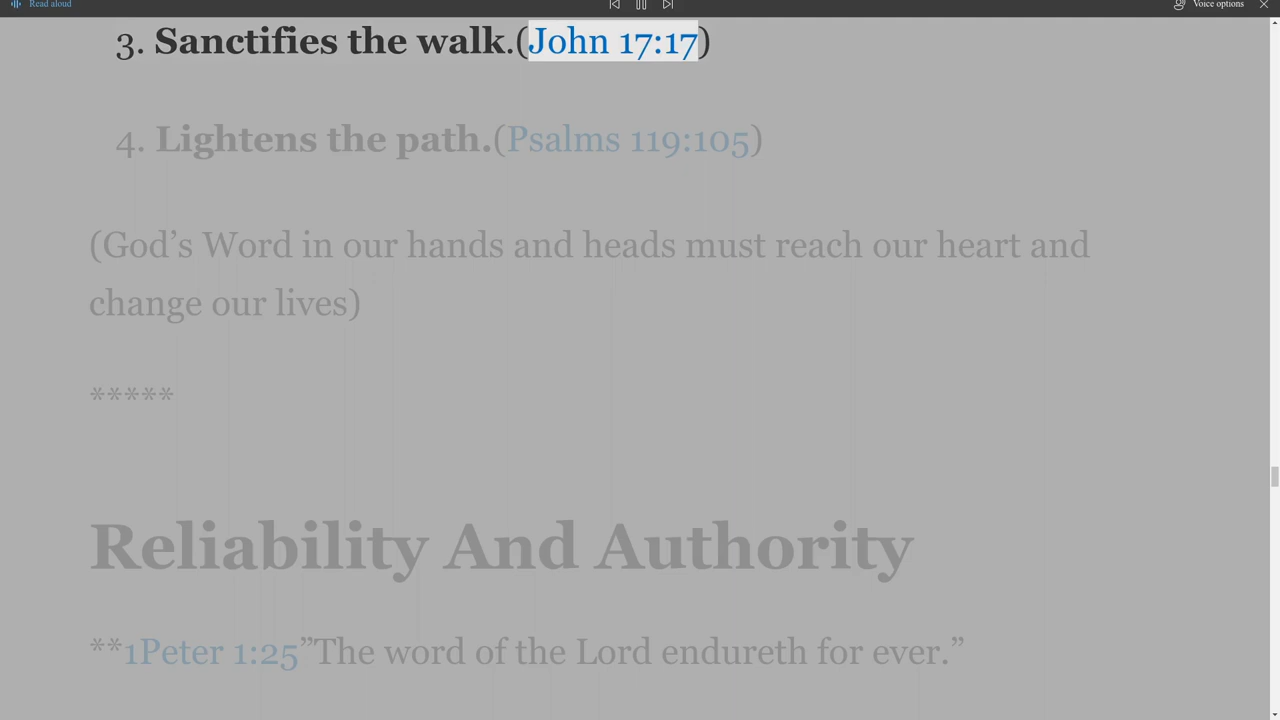 Read aloud
Voice options
3. Sanctifies the walk.(John 17:17)
4. Lightens the path.(Psalms 119:105)
(God’s Word in our hands and heads must reach our heart and
change our lives)
*****
Reliability And Authority
**1Peter 1:25”The word of the Lord endureth for ever.”